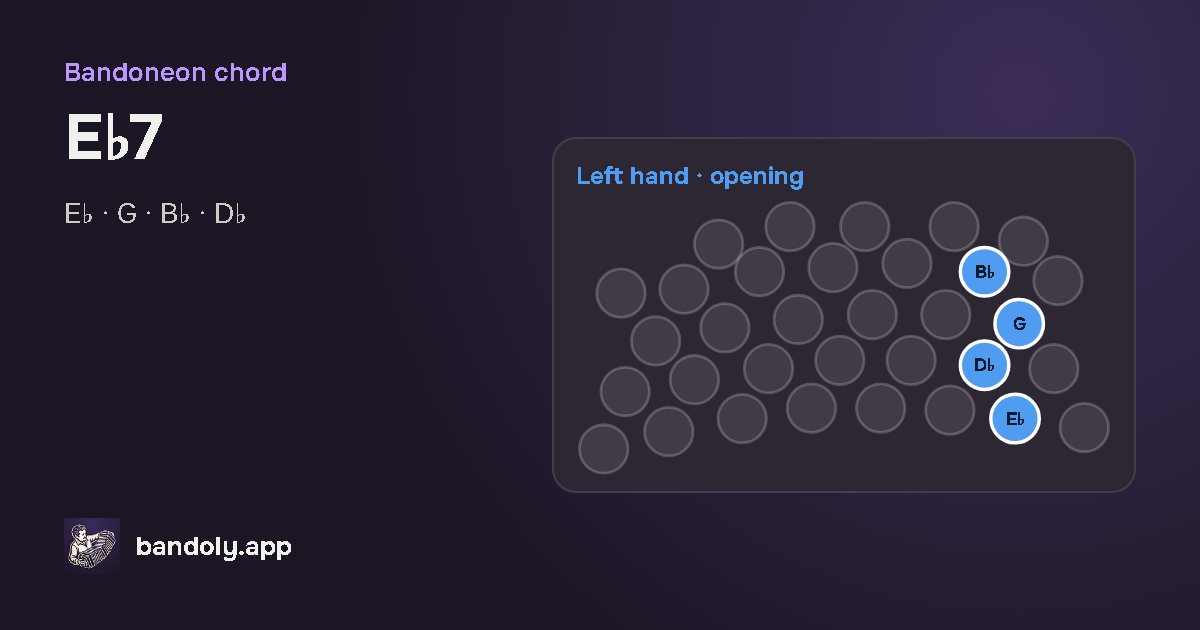 Bandoneon chord
E♭7
E♭ · G · B♭ · D♭
Left hand · opening
B♭
G
D♭
E♭
bandoly.app